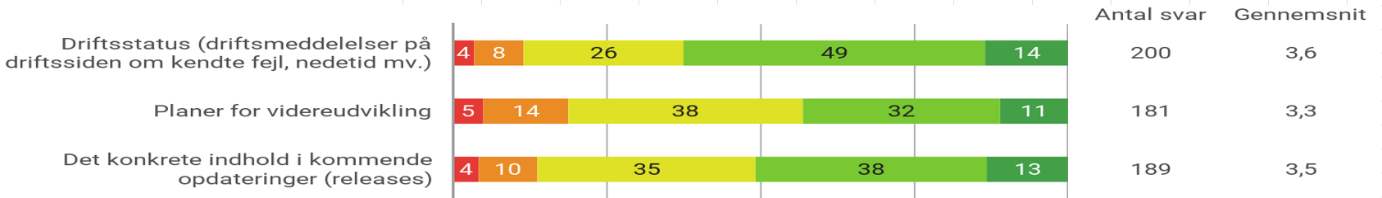 Antal svar Gennemsnit
Driftsstatus (driftsmeddelelser på
driftssiden om kendte fejl, nedetid mv.)
4 8 26 49 14 200 3,6
Planer for videreudvikling 5 14 38 32 11 181 3,3
Det konkrete indhold i kommende
opdateringer (releases)
4 10 35 38 13 189 3,5